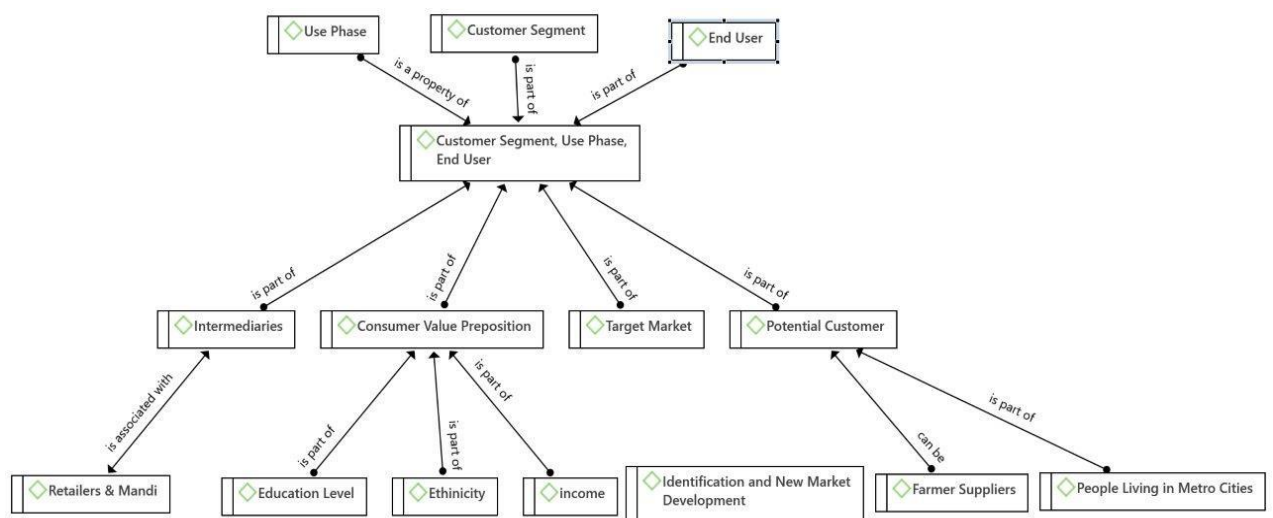 Use Phase
Customer Segment
End User
is a property of
is part of
is part of
Customer Segment, Use Phase,
End User
is part of
is part of
is part of
is part of
Intermediaries
Consumer Value Preposition
Target Market
Potential Customer
is associated with
is part of
is part of
is part of
can be
is part of
Retailers & Mandi
Education Level
Ethinicity
income
Identification and New Market
Development
Farmer Suppliers
People Living in Metro Cities